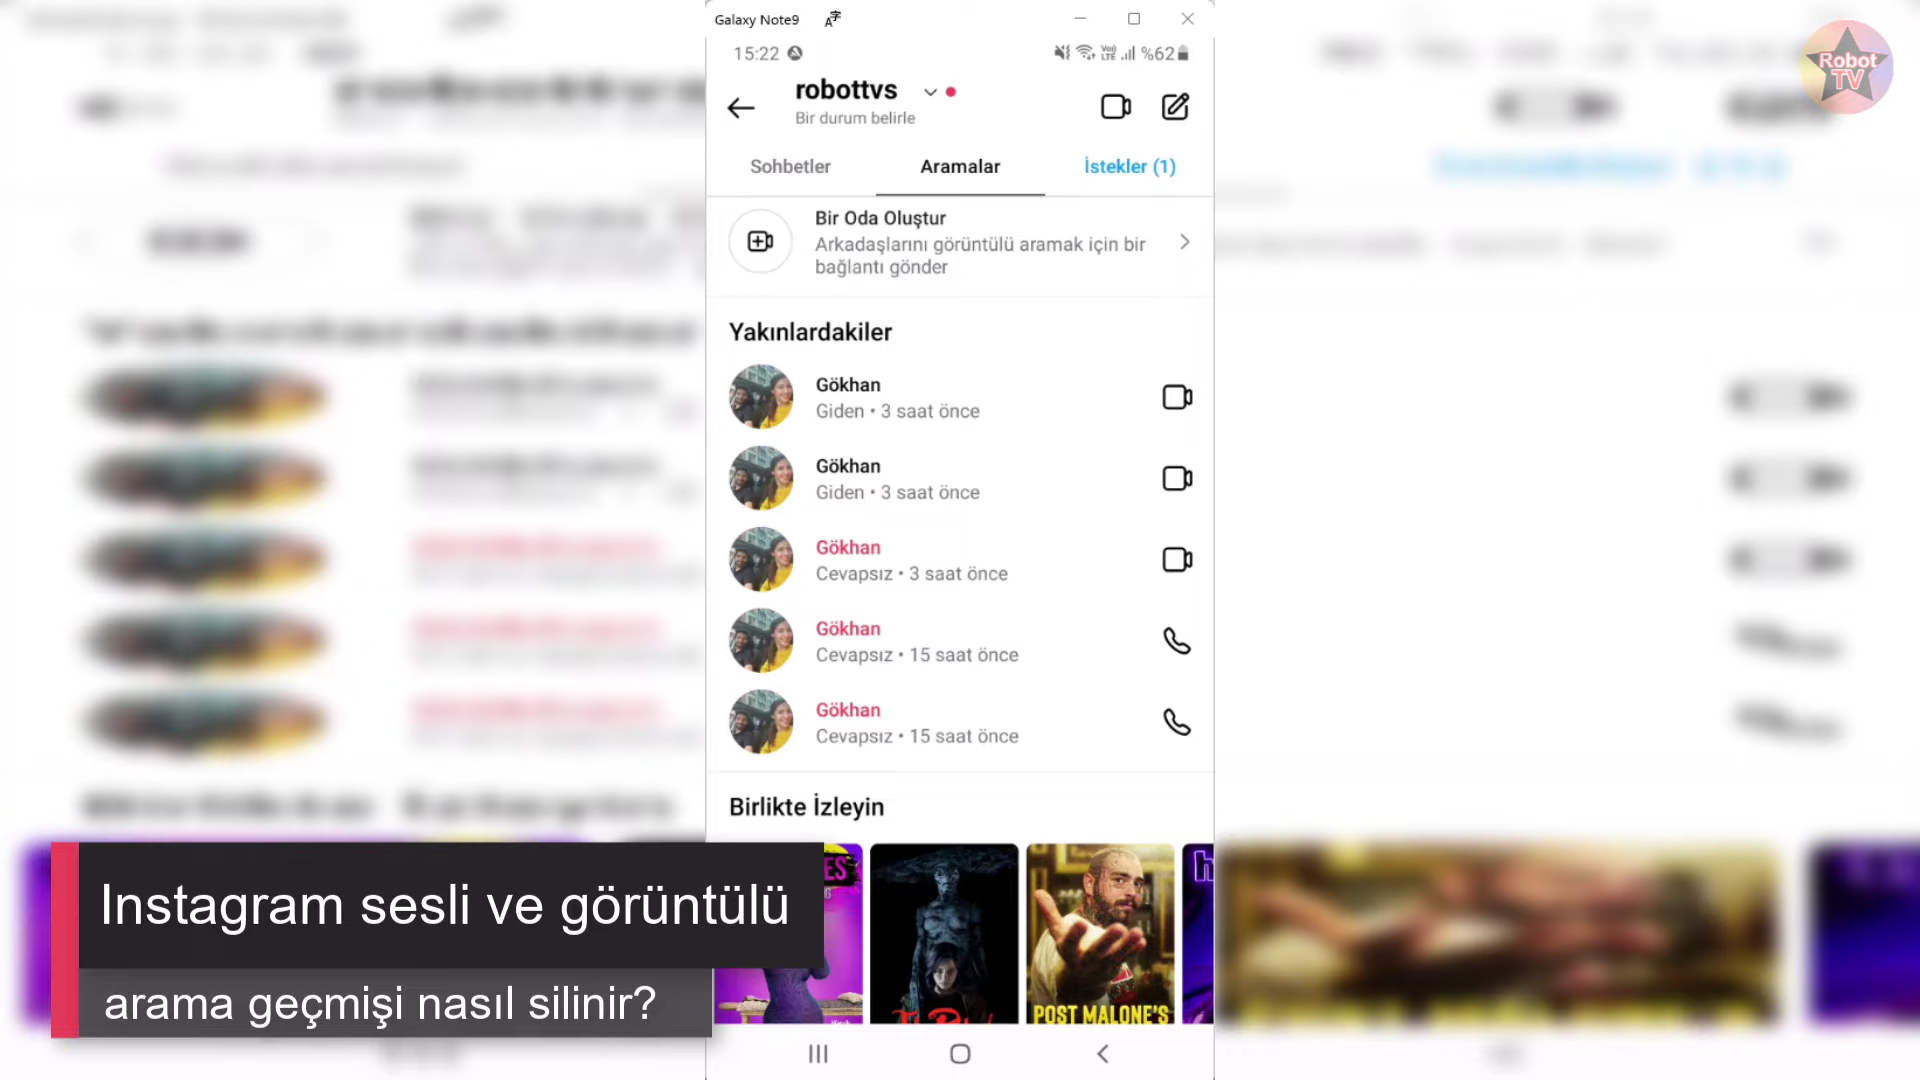 Galaxy Note9
Robot
TV
15:22
%62
robottvs
Bir durum belirle
Sohbetler
Aramalar
İstekler (1)
Bir Oda Oluştur
Arkadaşlarını görüntülü aramak için bir
bağlantı gönder
Yakınlardakiler
Gökhan
Giden • 3 saat önce
Gökhan
Giden • 3 saat önce
Gökhan
Cevapsız • 3 saat önce
Gökhan
Cevapsız • 15 saat önce
Gökhan
Cevapsız • 15 saat önce
Birlikte İzleyin
POST MALONE'S
Instagram sesli ve görüntülü
arama geçmişi nasıl silinir?